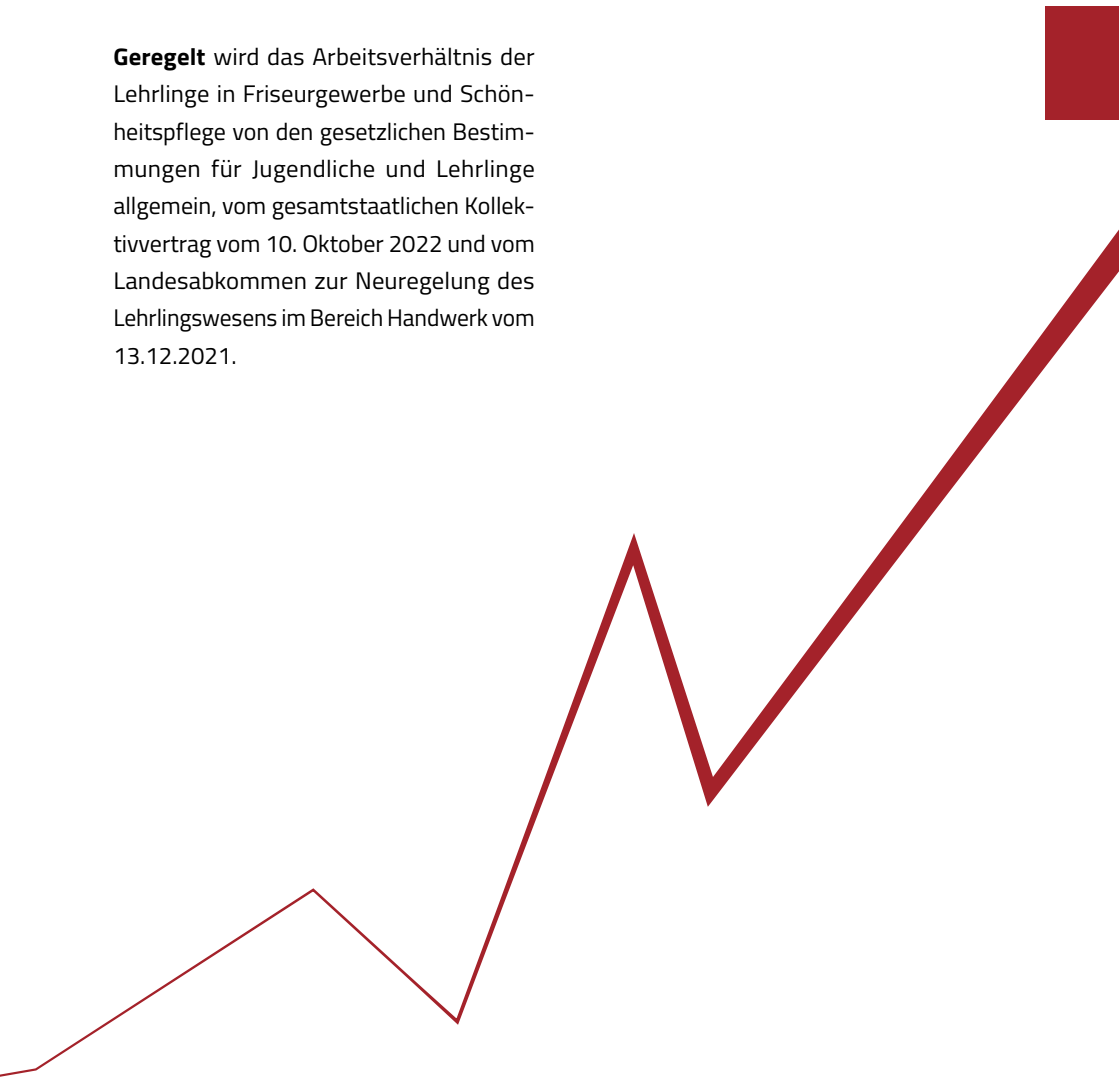 Geregelt wird das Arbeitsverhältnis der
Lehrlinge in Friseurgewerbe und Schön-
heitspflege von den gesetzlichen Bestim-
mungen für Jugendliche und Lehrlinge
allgemein, vom gesamtstaatlichen Kollek-
tivvertrag vom 10. Oktober 2022 und vom
Landesabkommen zur Neuregelung des
Lehrlingswesens im Bereich Handwerk vom
13.12.2021.